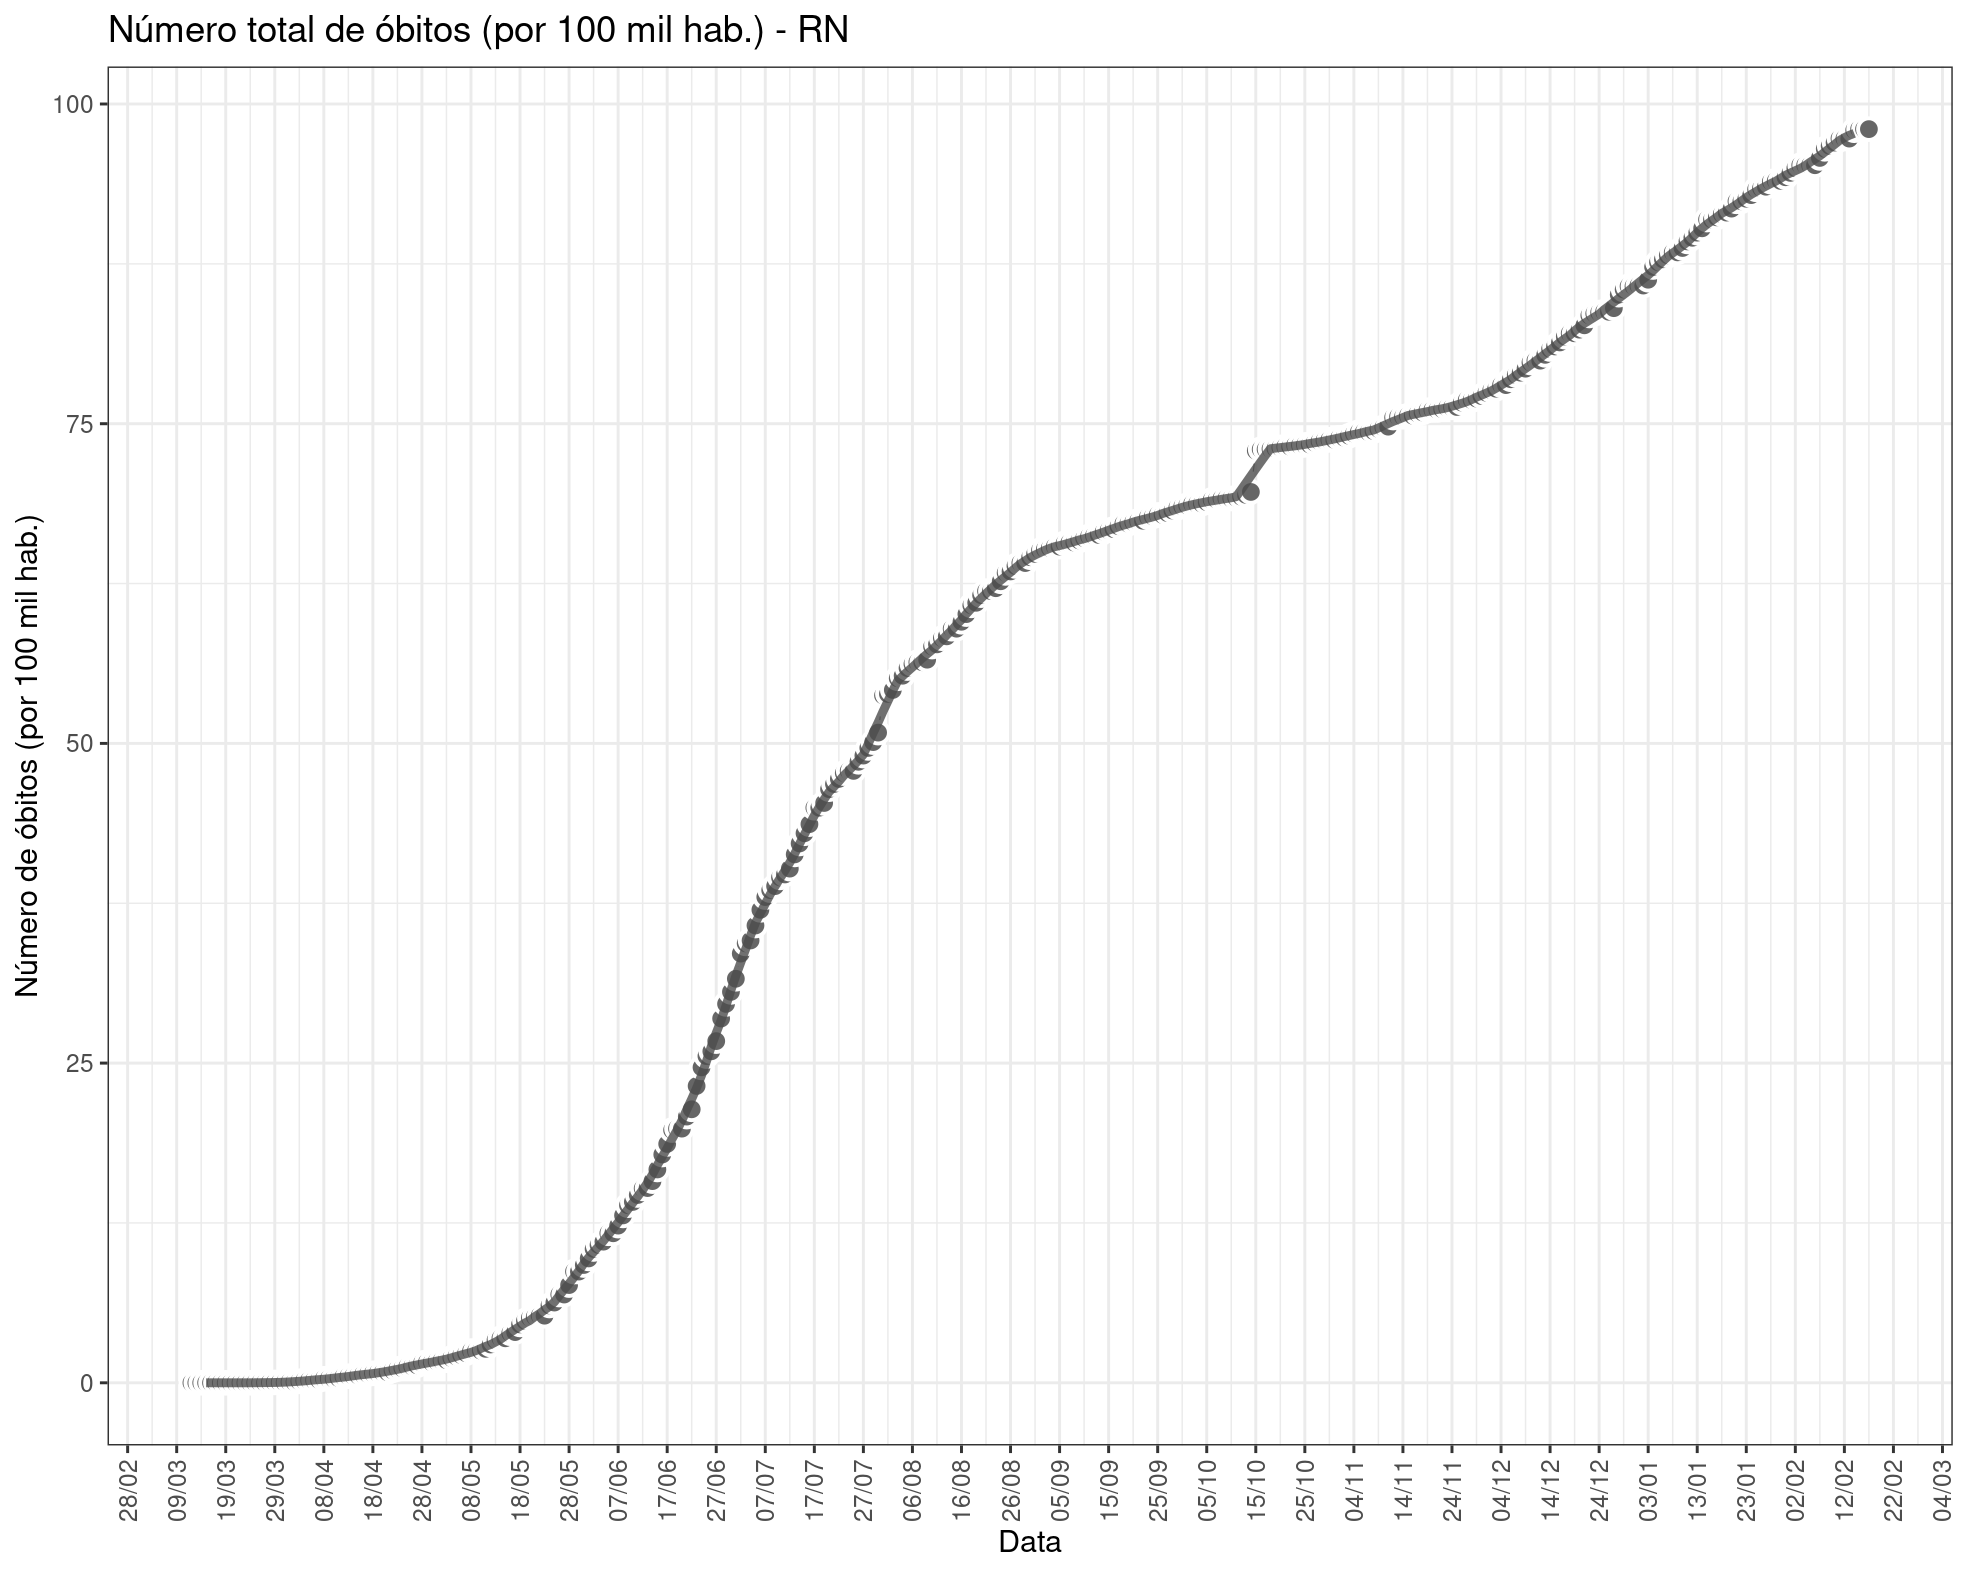 Número total de óbitos (por 100 mil hab.) - RN
Número de óbitos (por 100 mil hab.)
100
75
50
25
0
28/02 09/03 19/03 29/03 08/04 18/04 28/04 08/05 18/05 28/05 07/06 17/06 27/06 07/07 17/07 27/07 06/08 16/08 26/08 05/09 15/09 25/09 05/10 15/10 25/10 04/11 14/11 24/11 04/12 14/12 24/12 03/01 13/01 23/01 02/02 12/02 22/02 04/03
Data